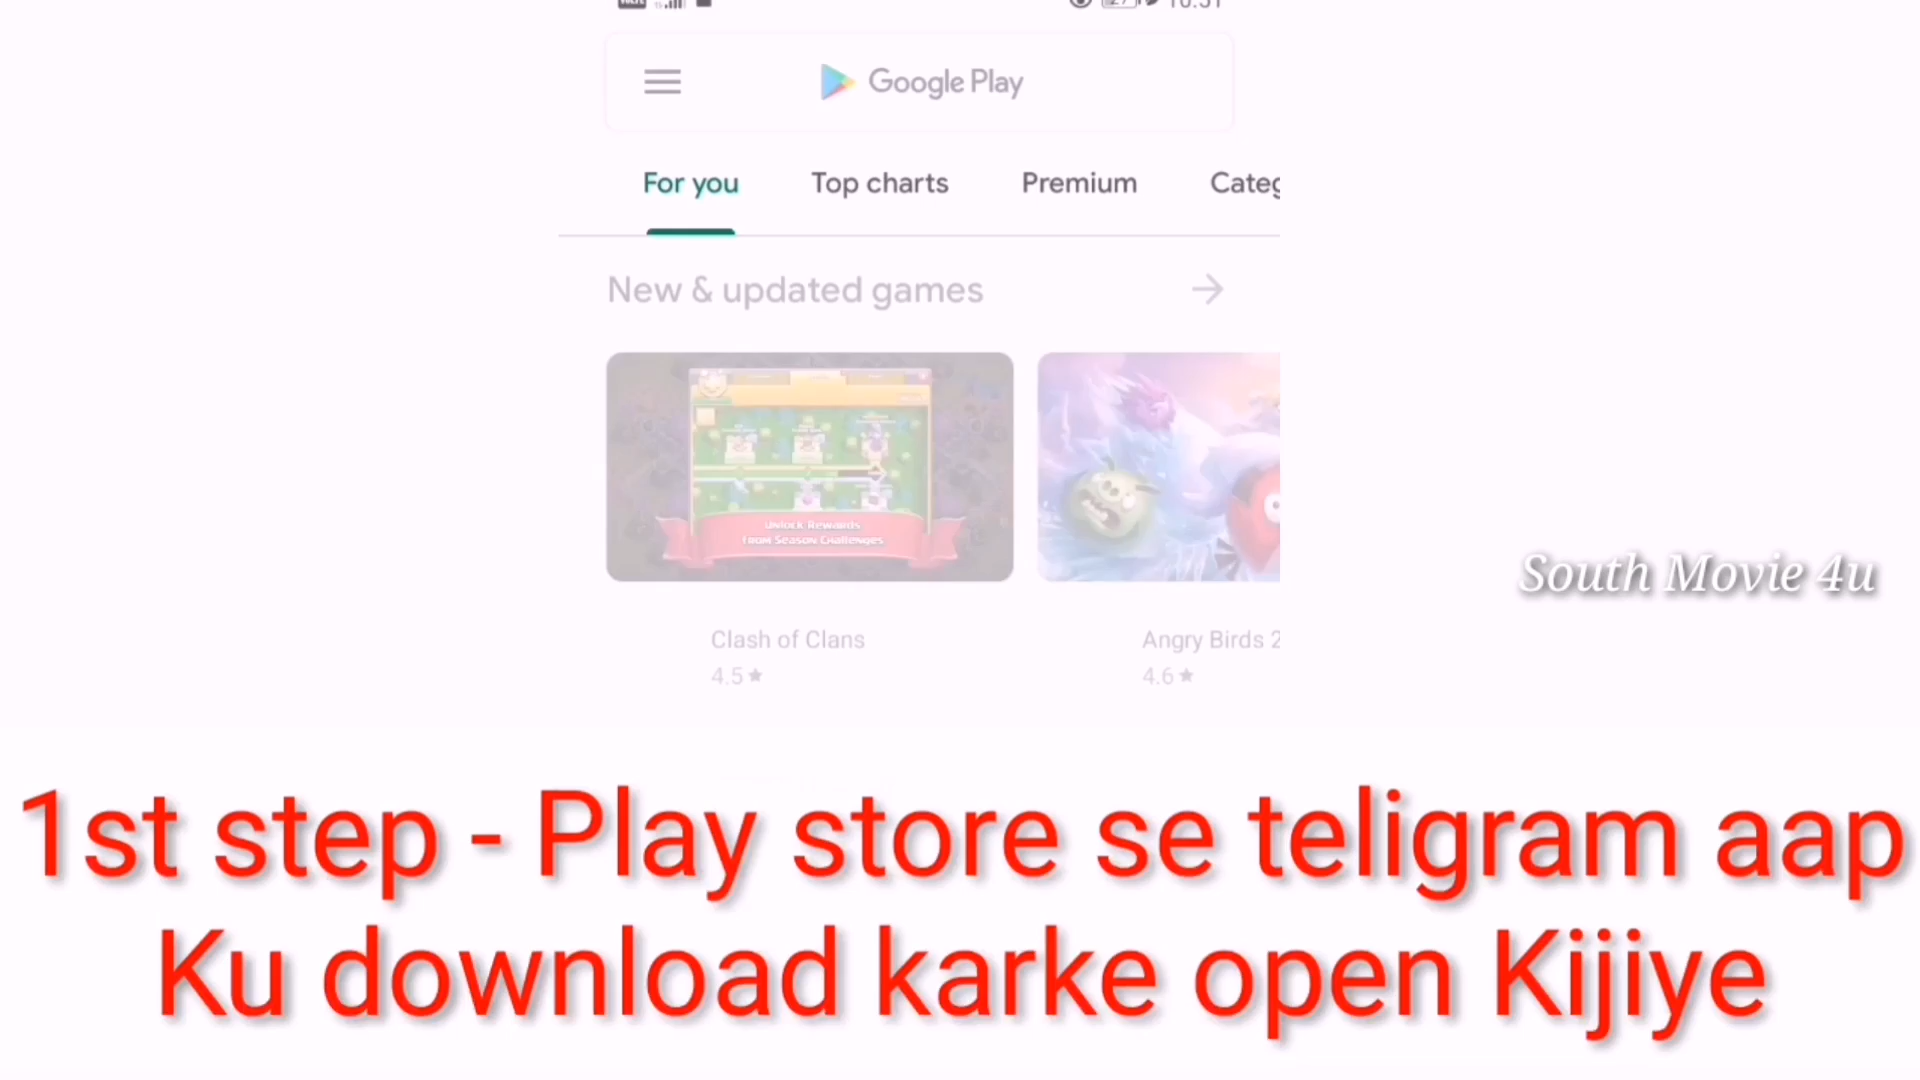 Google Play
For you Top charts Premium Categ
New & updated games
Unlock Rewards
From Season Challenges
Clash of Clans Angry Birds 2
4.5★ 4.6★
South Movie 4u
1st step - Play store se teligram aap
Ku download karke open Kijiye